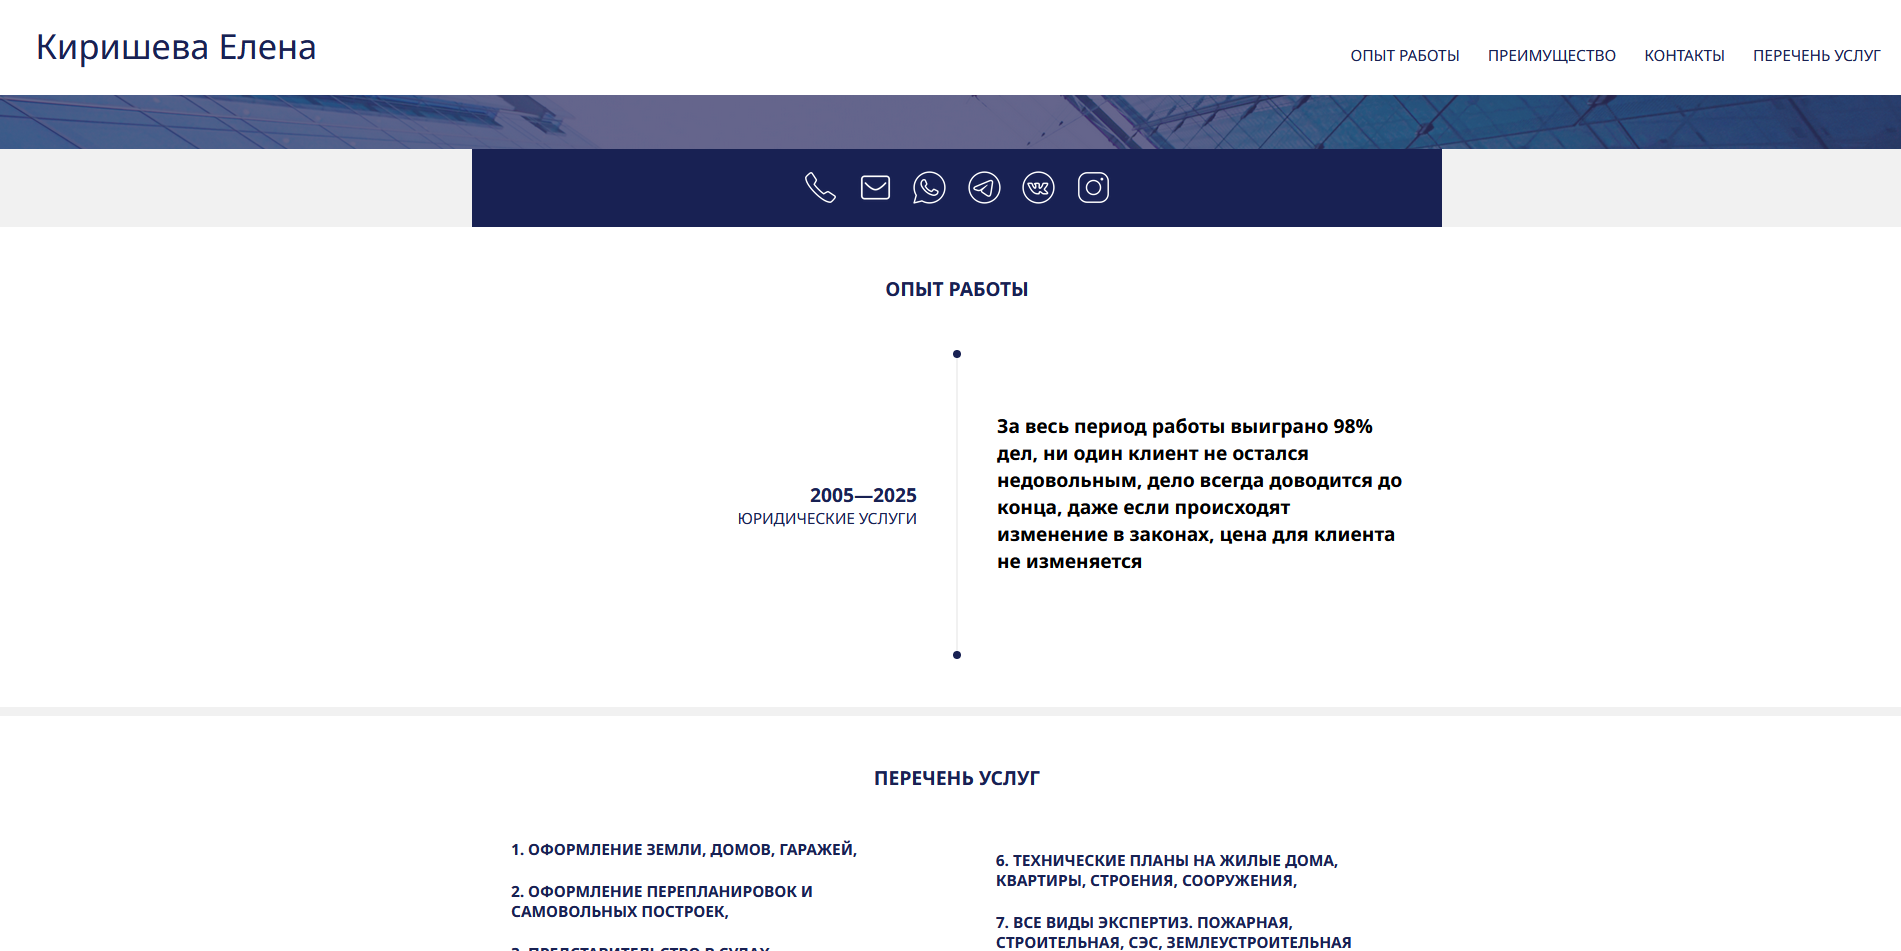 Киришева Елена
ОПЫТ РАБОТЫ
ПРЕИМУЩЕСТВО
КОНТАКТЫ
ПЕРЕЧЕНЬ УСЛУГ
ОПЫТ РАБОТЫ
2005—2025
ЮРИДИЧЕСКИЕ УСЛУГИ
За весь период работы выиграно 98%
дел, ни один клиент не остался
недовольным, дело всегда доводится до
конца, даже если происходят
изменение в законах, цена для клиента
не изменяется
ПЕРЕЧЕНЬ УСЛУГ
1. ОФОРМЛЕНИЕ ЗЕМЛИ, ДОМОВ, ГАРАЖЕЙ,
2. ОФОРМЛЕНИЕ ПЕРЕПЛАНИРОВОК И
САМОВОЛЬНЫХ ПОСТРОЕК,
3. ПРЕДСТАВИТЕЛЬСТВО В СУДАХ
6. ТЕХНИЧЕСКИЕ ПЛАНЫ НА ЖИЛЫЕ ДОМА,
КВАРТИРЫ, СТРОЕНИЯ, СООРУЖЕНИЯ,
7. ВСЕ ВИДЫ ЭКСПЕРТИЗ. ПОЖАРНАЯ,
СТРОИТЕЛЬНАЯ, СЭС, ЗЕМЛЕУСТРОИТЕЛЬНАЯ